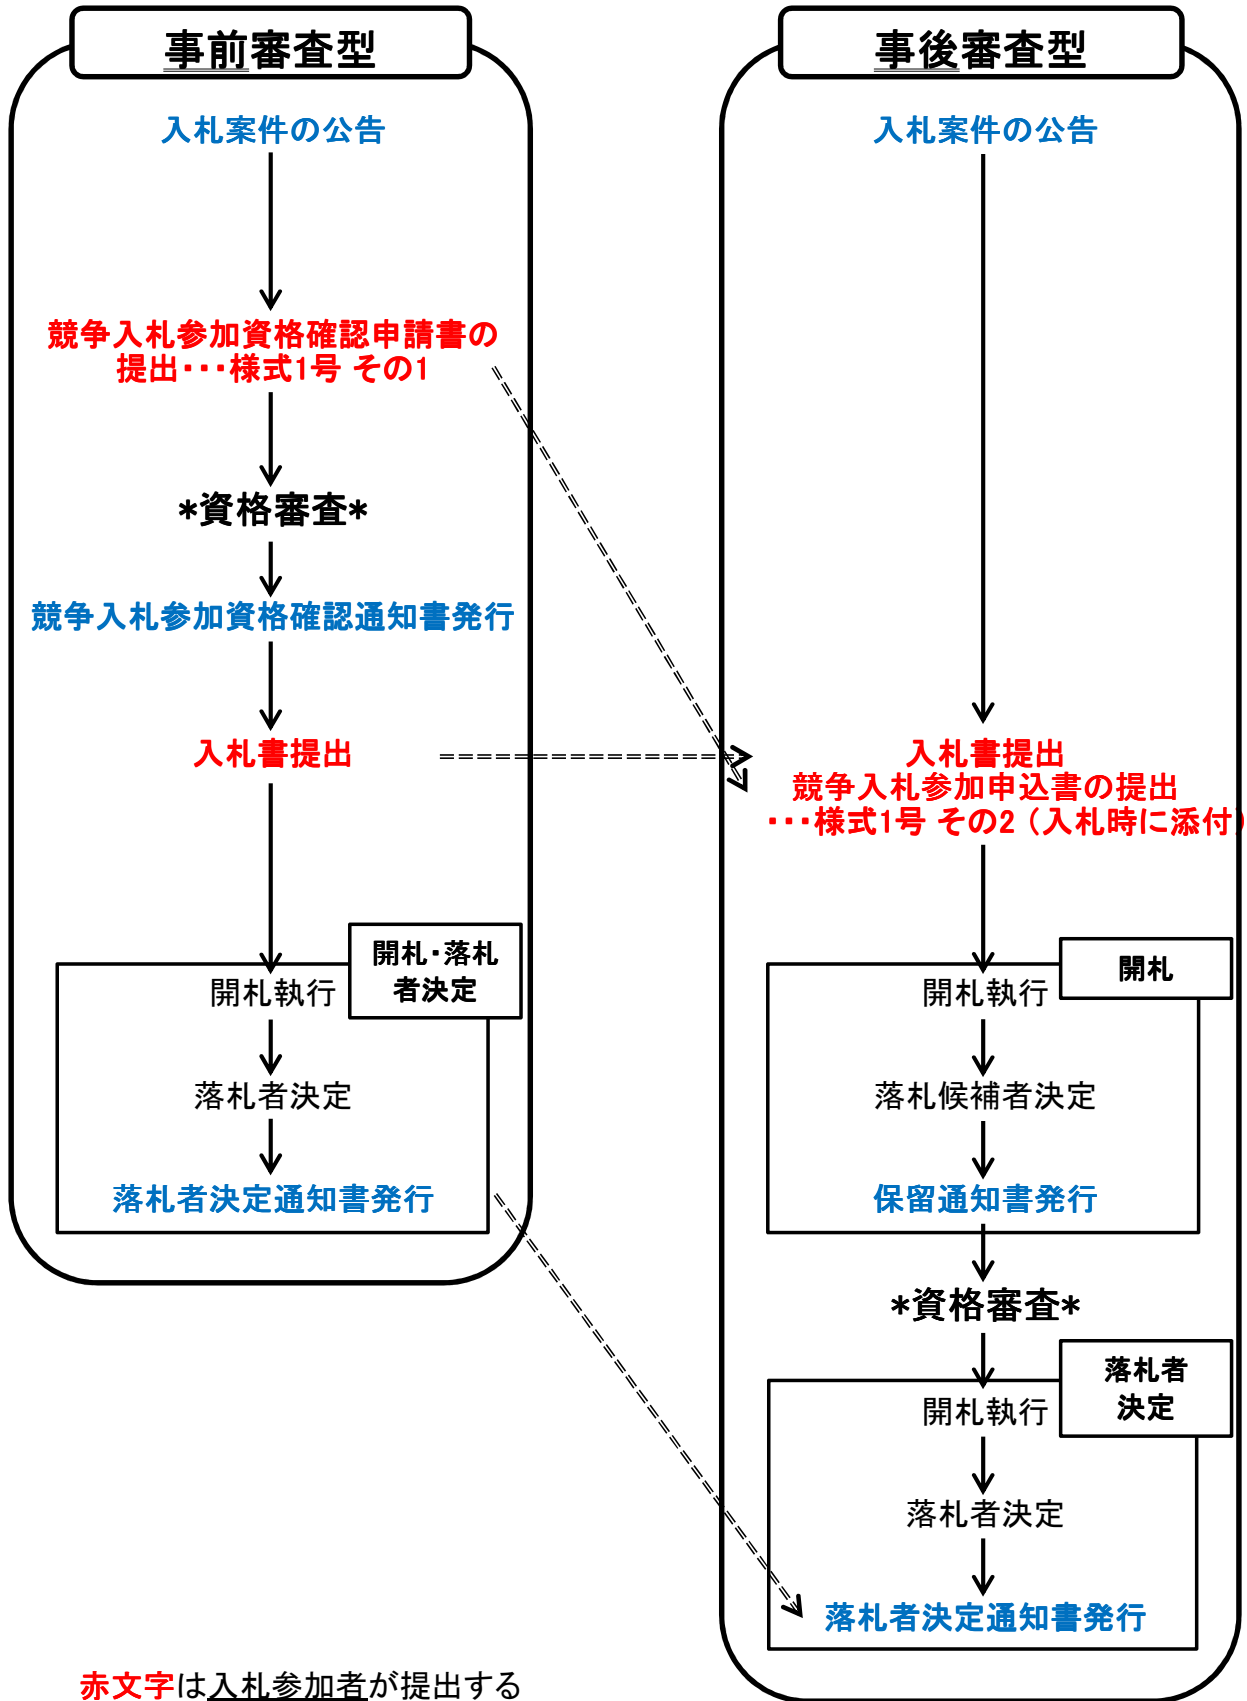 事前審査型
入札案件の公告
競争入札参加資格確認申請書の
提出･･･様式1号 その1
*資格審査*
競争入札参加資格確認通知書発行
入札書提出
開札・落札
者決定
開札執行
落札者決定
落札者決定通知書発行
事後審査型
入札案件の公告
入札書提出
競争入札参加申込書の提出
･･･様式1号 その2（入札時に添付）
開札
開札執行
落札候補者決定
保留通知書発行
*資格審査*
落札者
決定
開札執行
落札者決定
落札者決定通知書発行
赤文字は入札参加者が提出する